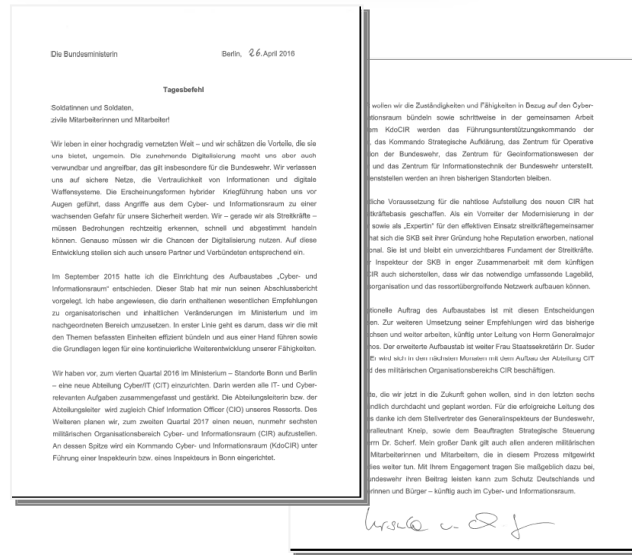 Die Bundesministerin
Berlin, 26. April 2016
Tagesbefehl
Soldatinnen und Soldaten,
zivile Mitarbeiterinnen und Mitarbeiter!
Wir leben in einer hochgradig vernetzten Welt – und wir schätzen die Vorteile, die sie
uns bietet, ungemein. Die zunehmende Digitalisierung macht uns aber auch
verwundbar und angreifbar, das gilt insbesondere für die Bundeswehr. Wir verlassen
uns auf sichere Netze, die Vertraulichkeit von Informationen und digitale
Waffensysteme. Die Erscheinungsformen hybrider Kriegführung haben uns vor
Augen geführt, dass Angriffe aus dem Cyber- und Informationsraum zu einer
wachsenden Gefahr für unsere Sicherheit werden. Wir – gerade wir als Streitkräfte –
müssen Bedrohungen rechtzeitig erkennen, schnell und abgestimmt handeln
können. Genauso müssen wir die Chancen der Digitalisierung nutzen. Auf diese
Entwicklung stellen sich auch unsere Partner und Verbündeten entsprechend ein.
Im September 2015 hatte ich die Einrichtung des Aufbaustabes „Cyber- und
Informationsraum“ entschieden. Dieser Stab hat mir nun seinen Abschlussbericht
vorgelegt. Ich habe angewiesen, die darin enthaltenen wesentlichen Empfehlungen
zu organisatorischen und inhaltlichen Veränderungen im Ministerium und im
nachgeordneten Bereich umzusetzen. In erster Linie geht es darum, dass wir die mit
den Themen befassten Einheiten effizient bündeln und aus einer Hand führen sowie
die Grundlagen legen für eine kontinuierliche Weiterentwicklung unserer Fähigkeiten.
Wir haben vor, zum vierten Quartal 2016 im Ministerium – Standorte Bonn und Berlin
– eine neue Abteilung Cyber/IT (CIT) einzurichten. Darin werden alle IT- und Cyber-
relevanten Aufgaben zusammengefasst und gestärkt. Die Abteilungsleiterin bzw. der
Abteilungsleiter wird zugleich Chief Information Officer (CIO) unseres Ressorts. Des
Weiteren planen wir, zum zweiten Quartal 2017 einen neuen, nunmehr sechsten
militärischen Organisationsbereich Cyber- und Informationsraum (CIR) aufzustellen.
An dessen Spitze wird ein Kommando Cyber- und Informationsraum (KdoCIR) unter
Führung einer Inspekteurin bzw. eines Inspekteurs in Bonn eingerichtet.
wollen wir die Zuständigkeiten und Fähigkeiten in Bezug auf den Cyber-
ationsraum bündeln sowie schrittweise in der gemeinsamen Arbeit
em KdoCIR werden das Führungsunterstützungskommando der
, das Kommando Strategische Aufklärung, das Zentrum für Operative
on der Bundeswehr, das Zentrum für Geoinformationswesen der
und das Zentrum für Informationstechnik der Bundeswehr unterstellt.
enststellen werden an ihren bisherigen Standorten bleiben.
liche Voraussetzung für die nahtlose Aufstellung des neuen CIR hat
tkräftebasis geschaffen. Als ein Vorreiter der Modernisierung in der
sowie als „Expertin“ für den effektiven Einsatz streitkräftegemeinsamer
hat sich die SKB seit ihrer Gründung hohe Reputation erworben, national
onal. Sie ist und bleibt ein unverzichtbares Fundament der Streitkräfte.
r Inspekteur der SKB in enger Zusammenarbeit mit dem künftigen
CIR auch sicherstellen, dass wir das notwendige umfassende Lagebild,
sorganisation und das ressortübergreifende Netzwerk aufbauen können.
tionelle Auftrag des Aufbaustabes ist mit diesen Entscheidungen
en. Zur weiteren Umsetzung seiner Empfehlungen wird das bisherige
chsen und weiter arbeiten, künftig unter Leitung von Herrn Generalmajor
nos. Der erweiterte Aufbaustab ist weiter Frau Staatssekretärin Dr. Suder
Er wird sich in den nächsten Monaten mit dem Aufbau der Abteilung CIT
d des militärischen Organisationsbereichs CIR beschäftigen.
te, die wir jetzt in die Zukunft gehen wollen, sind in den letzten sechs
ndlich durchdacht und geplant worden. Für die erfolgreiche Leitung des
s danke ich dem Stellvertreter des Generalinspekteurs der Bundeswehr,
ralleutnant Kneip, sowie dem Beauftragten Strategische Steuerung
rrn Dr. Scherf. Mein großer Dank gilt auch allen anderen militärischen
Mitarbeiterinnen und Mitarbeitern, die in diesem Prozess mitgewirkt
ies weiter tun. Mit Ihrem Engagement tragen Sie maßgeblich dazu bei,
undeswehr ihren Beitrag leisten kann zum Schutz Deutschlands und
erinnen und Bürger – künftig auch im Cyber- und Informationsraum.